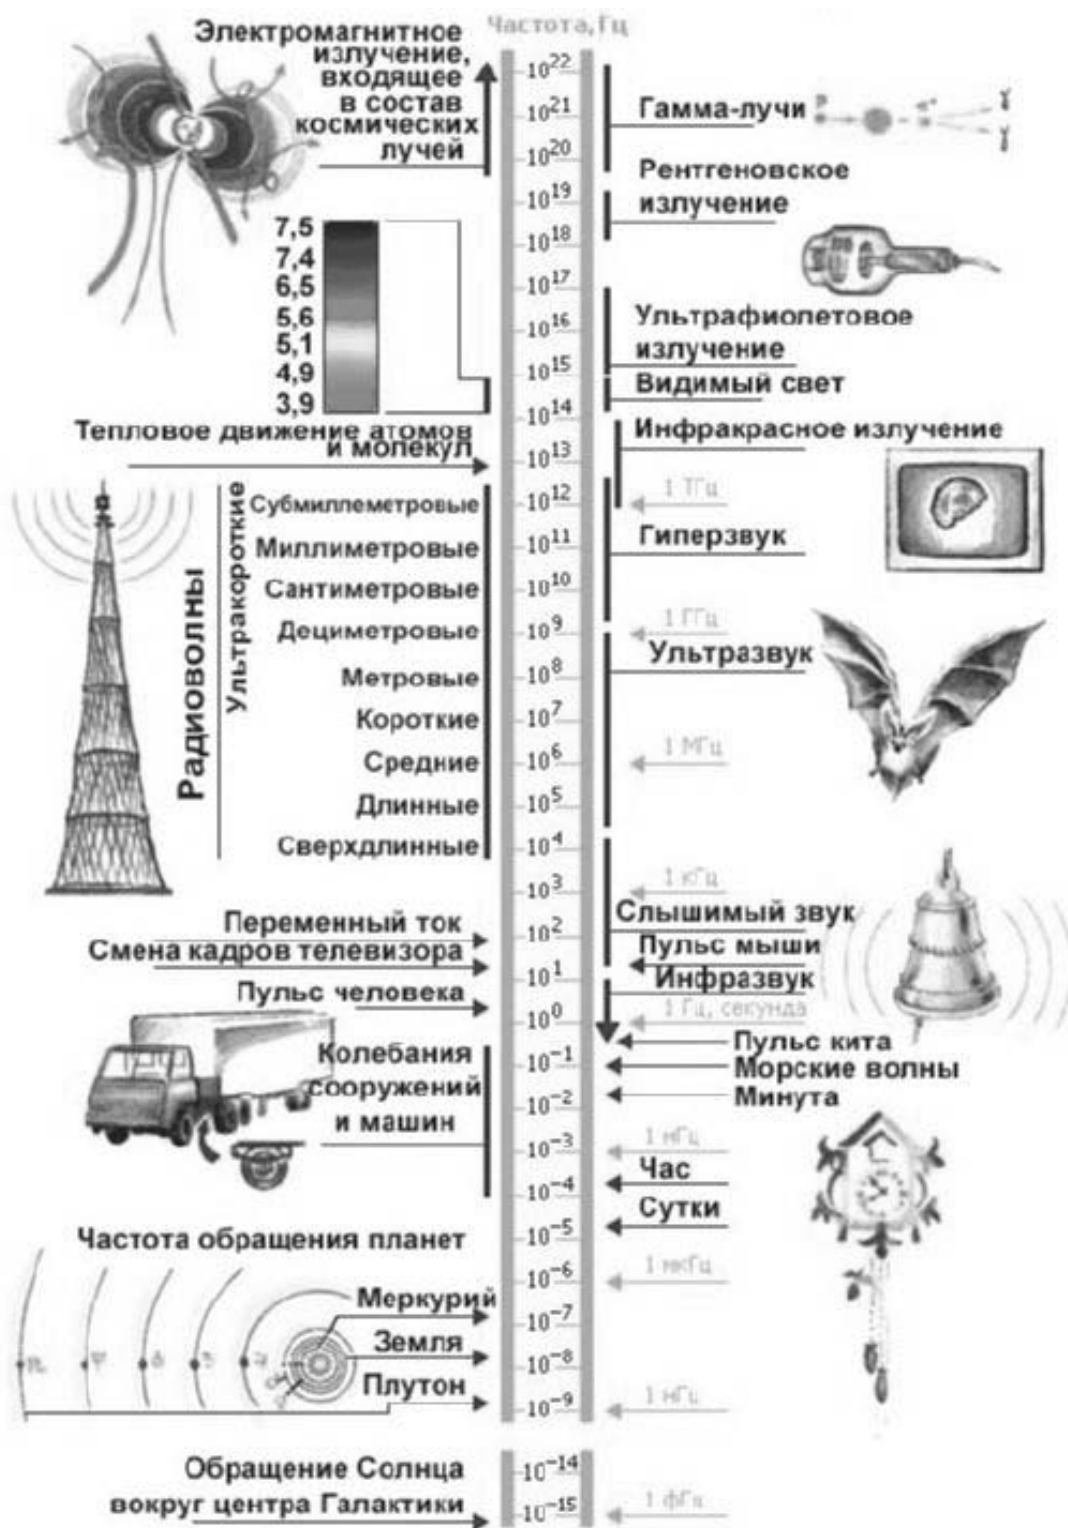 Частота, Гц
Электромагнитное
излучение,
входящее
в состав
космических
лучей
7,5
7,4
6,5
5,6
5,1
4,9
3,9
Тепловое движение атомов
и молекул
Радиоволны
Ультракороткие
Субмиллеметровые
Миллиметровые
Сантиметровые
Дециметровые
Метровые
Короткие
Средние
Длинные
Сверхдлинные
Переменный ток
Смена кадров телевизора
Пульс человека
Колебания
сооружений
и машин
Частота обращения планет
Меркурий
Земля
Плутон
Обращение Солнца
вокруг центра Галактики
10²²
10²¹
10²⁰
10¹⁹
10¹⁸
10¹⁷
10¹⁶
10¹⁵
10¹⁴
10¹³
10¹²
10¹¹
10¹⁰
10⁹
10⁸
10⁷
10⁶
10⁵
10⁴
10³
10²
10¹
10⁰
10⁻¹
10⁻²
10⁻³
10⁻⁴
10⁻⁵
10⁻⁶
10⁻⁷
10⁻⁸
10⁻⁹
10⁻¹⁴
10⁻¹⁵
Гамма-лучи
Рентгеновское
излучение
Ультрафиолетовое
излучение
Видимый свет
Инфракрасное излучение
1 ТГц
Гиперзвук
1 ГГц
Ультразвук
1 МГц
1 кГц
Слышимый звук
Пульс мыши
Инфразвук
1 Гц, секунда
Пульс кита
Морские волны
Минута
1 мГц
Час
Сутки
1 мкГц
1 нГц
1 фГц